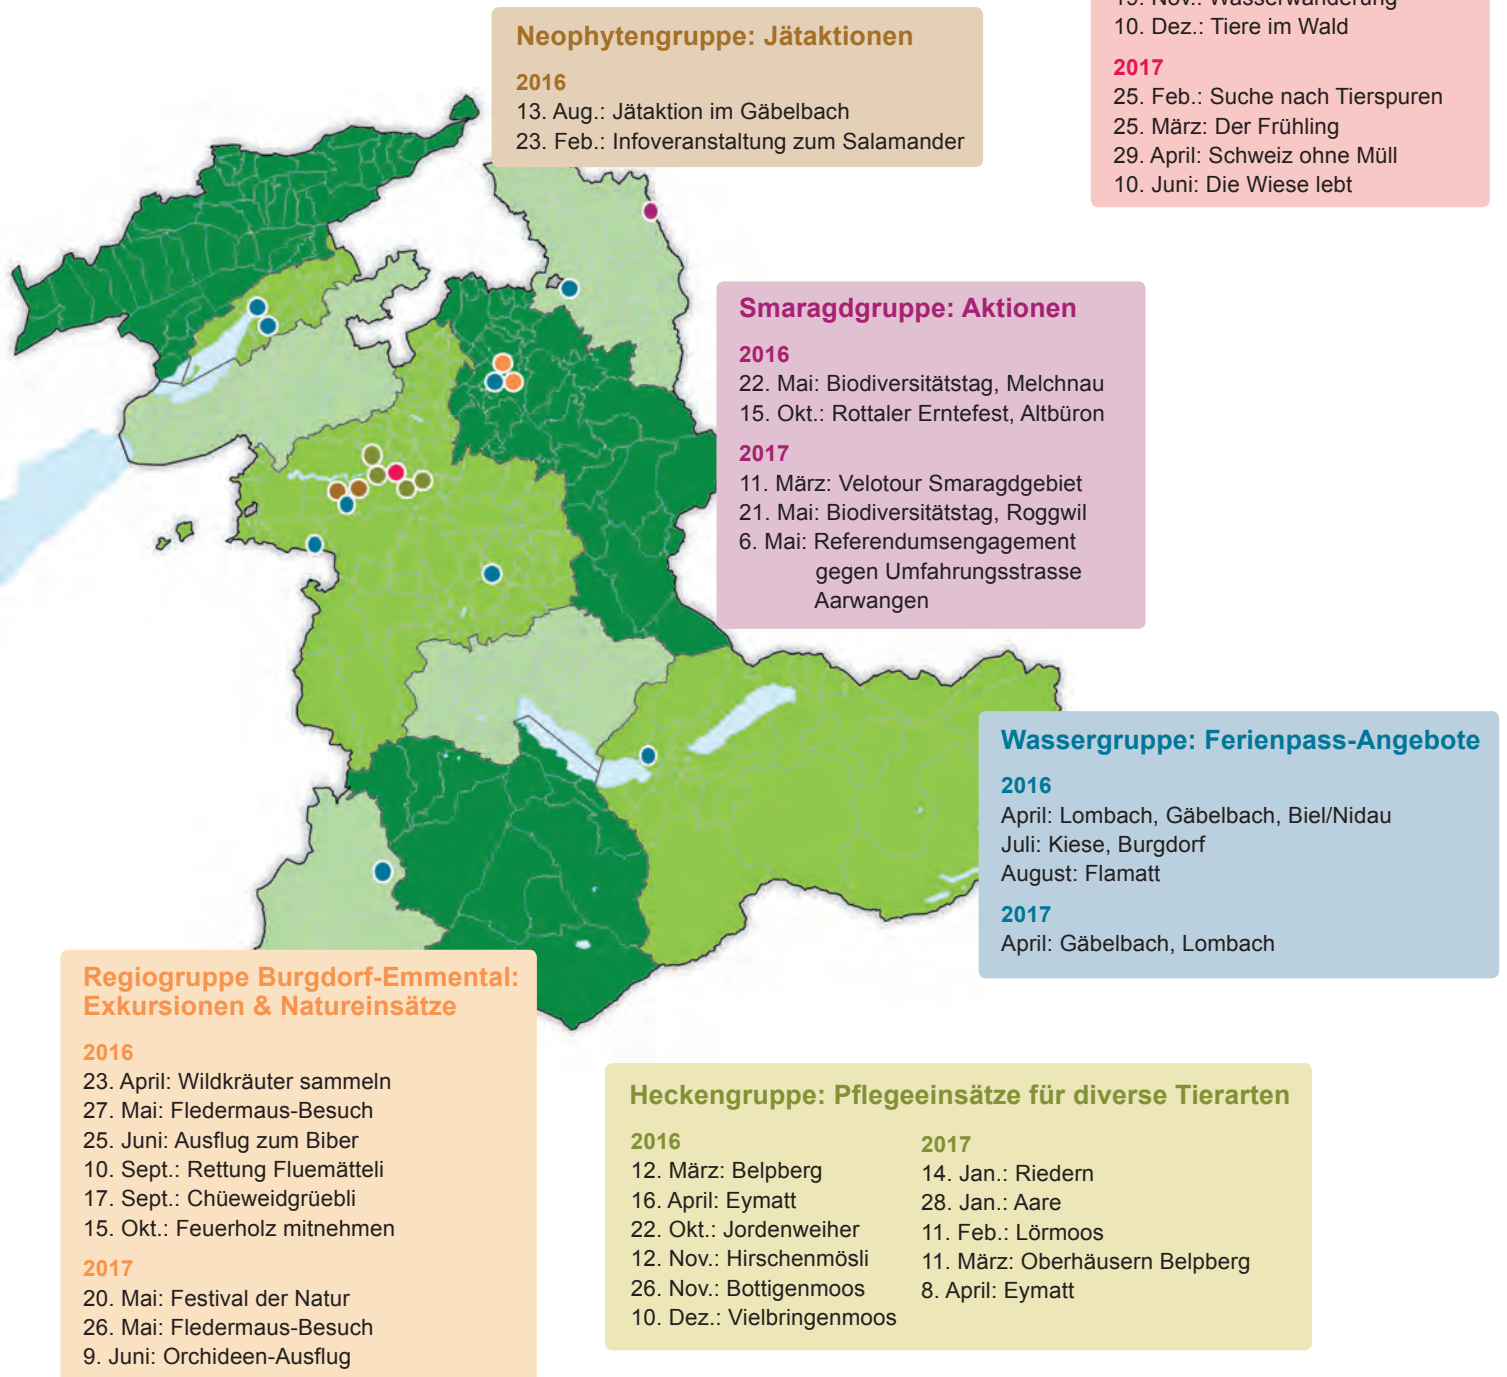 Neophytengruppe: Jätaktionen
2016
13. Aug.: Jätaktion im Gäbelbach
23. Feb.: Infoveranstaltung zum Salamander
19. Nov.: Wasserwanderung
10. Dez.: Tiere im Wald
2017
25. Feb.: Suche nach Tierspuren
25. März: Der Frühling
29. April: Schweiz ohne Müll
10. Juni: Die Wiese lebt
Smaragdgruppe: Aktionen
2016
22. Mai: Biodiversitätstag, Melchnau
15. Okt.: Rottaler Erntefest, Altbüron
2017
11. März: Velotour Smaragdgebiet
21. Mai: Biodiversitätstag, Roggwil
6. Mai: Referendumsengagement
gegen Umfahrungsstrasse
Aarwangen
Wassergruppe: Ferienpass-Angebote
2016
April: Lombach, Gäbelbach, Biel/Nidau
Juli: Kiese, Burgdorf
August: Flamatt
2017
April: Gäbelbach, Lombach
Regiogruppe Burgdorf-Emmental:
Exkursionen & Natureinsätze
2016
23. April: Wildkräuter sammeln
27. Mai: Fledermaus-Besuch
25. Juni: Ausflug zum Biber
10. Sept.: Rettung Fluemätteli
17. Sept.: Chüeweidgrüebli
15. Okt.: Feuerholz mitnehmen
2017
20. Mai: Festival der Natur
26. Mai: Fledermaus-Besuch
9. Juni: Orchideen-Ausflug
Heckengruppe: Pflegeeinsätze für diverse Tierarten
2016
12. März: Belpberg
16. April: Eymatt
22. Okt.: Jordenweiher
12. Nov.: Hirschenmösli
26. Nov.: Bottigenmoos
10. Dez.: Vielbringenmoos
2017
14. Jan.: Riedern
28. Jan.: Aare
11. Feb.: Lörmoos
11. März: Oberhäusern Belpberg
8. April: Eymatt